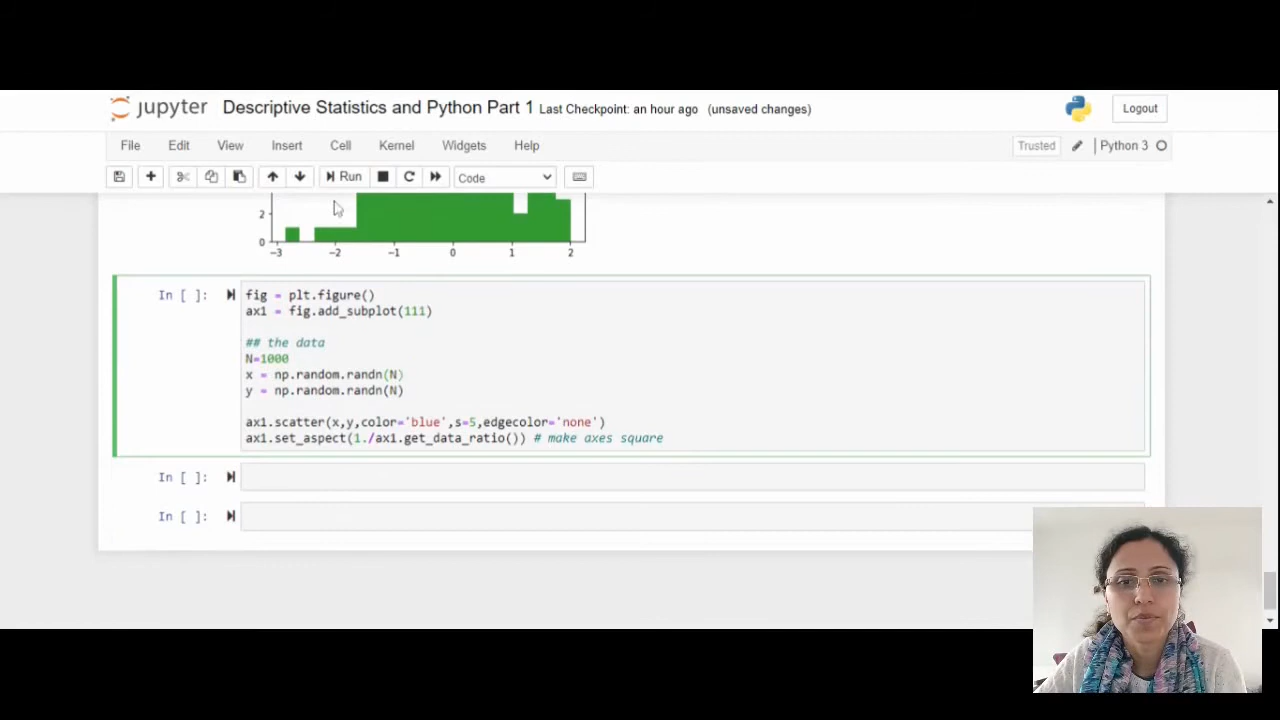 jupyter Descriptive Statistics and Python Part 1 Last Checkpoint: an hour ago (unsaved changes) Logout
File Edit View Insert Cell Kernel Widgets Help Trusted Python 3
Run Code
2
0
−3 −2 −1 0 1 2
In [ ]: fig = plt.figure()
ax1 = fig.add_subplot(111)
## the data
N=1000
x = np.random.randn(N)
y = np.random.randn(N)
ax1.scatter(x,y,color='blue',s=5,edgecolor='none')
ax1.set_aspect(1./ax1.get_data_ratio()) # make axes square
In [ ]:
In [ ]: